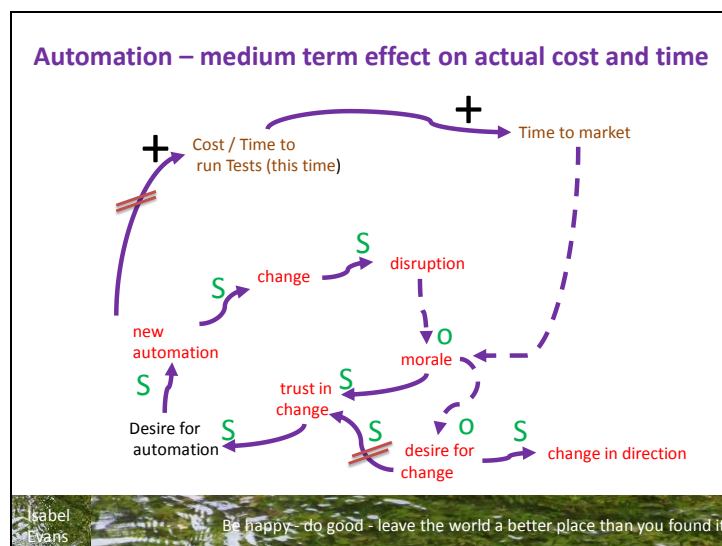 Automation – medium term effect on actual cost and time
+
+
Cost / Time to
run Tests (this time)
Time to market
S
S
change
disruption
S
O
new
automation
morale
S
S
trust in
change
Desire for
automation
S
S
O
S
desire for
change
change in direction
Isabel
Evans
Be happy - do good - leave the world a better place than you found it